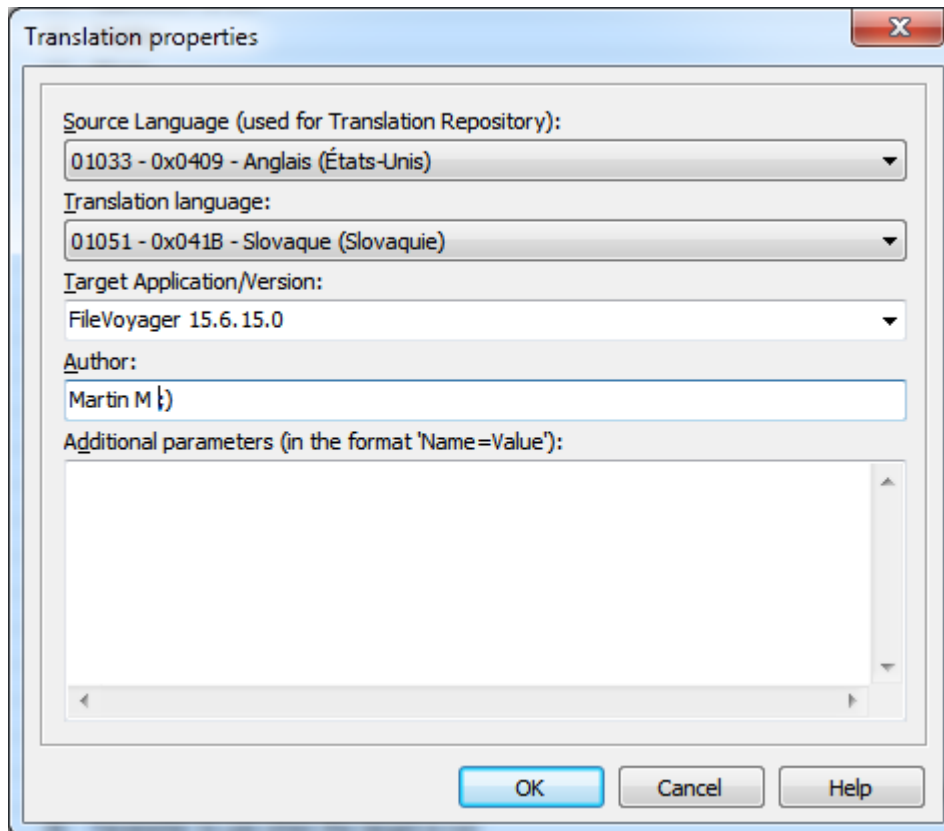 Translation properties
Source Language (used for Translation Repository):
01033 - 0x0409 - Anglais (États-Unis)
Translation language:
01051 - 0x041B - Slovaque (Slovaquie)
Target Application/Version:
FileVoyager 15.6.15.0
Author:
Martin M ;)
Additional parameters (in the format 'Name=Value'):
OK Cancel Help